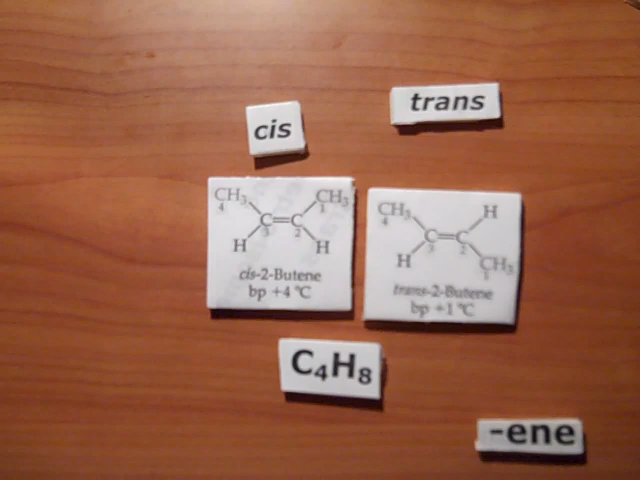 cis
trans
CH₃ CH₃
4 1
C=C
3 2
H H
cis-2-Butene
bp +4 °C
CH₃ H
4
C=C
3 2
H CH₃
1
trans-2-Butene
bp +1 °C
C₄H₈
-ene